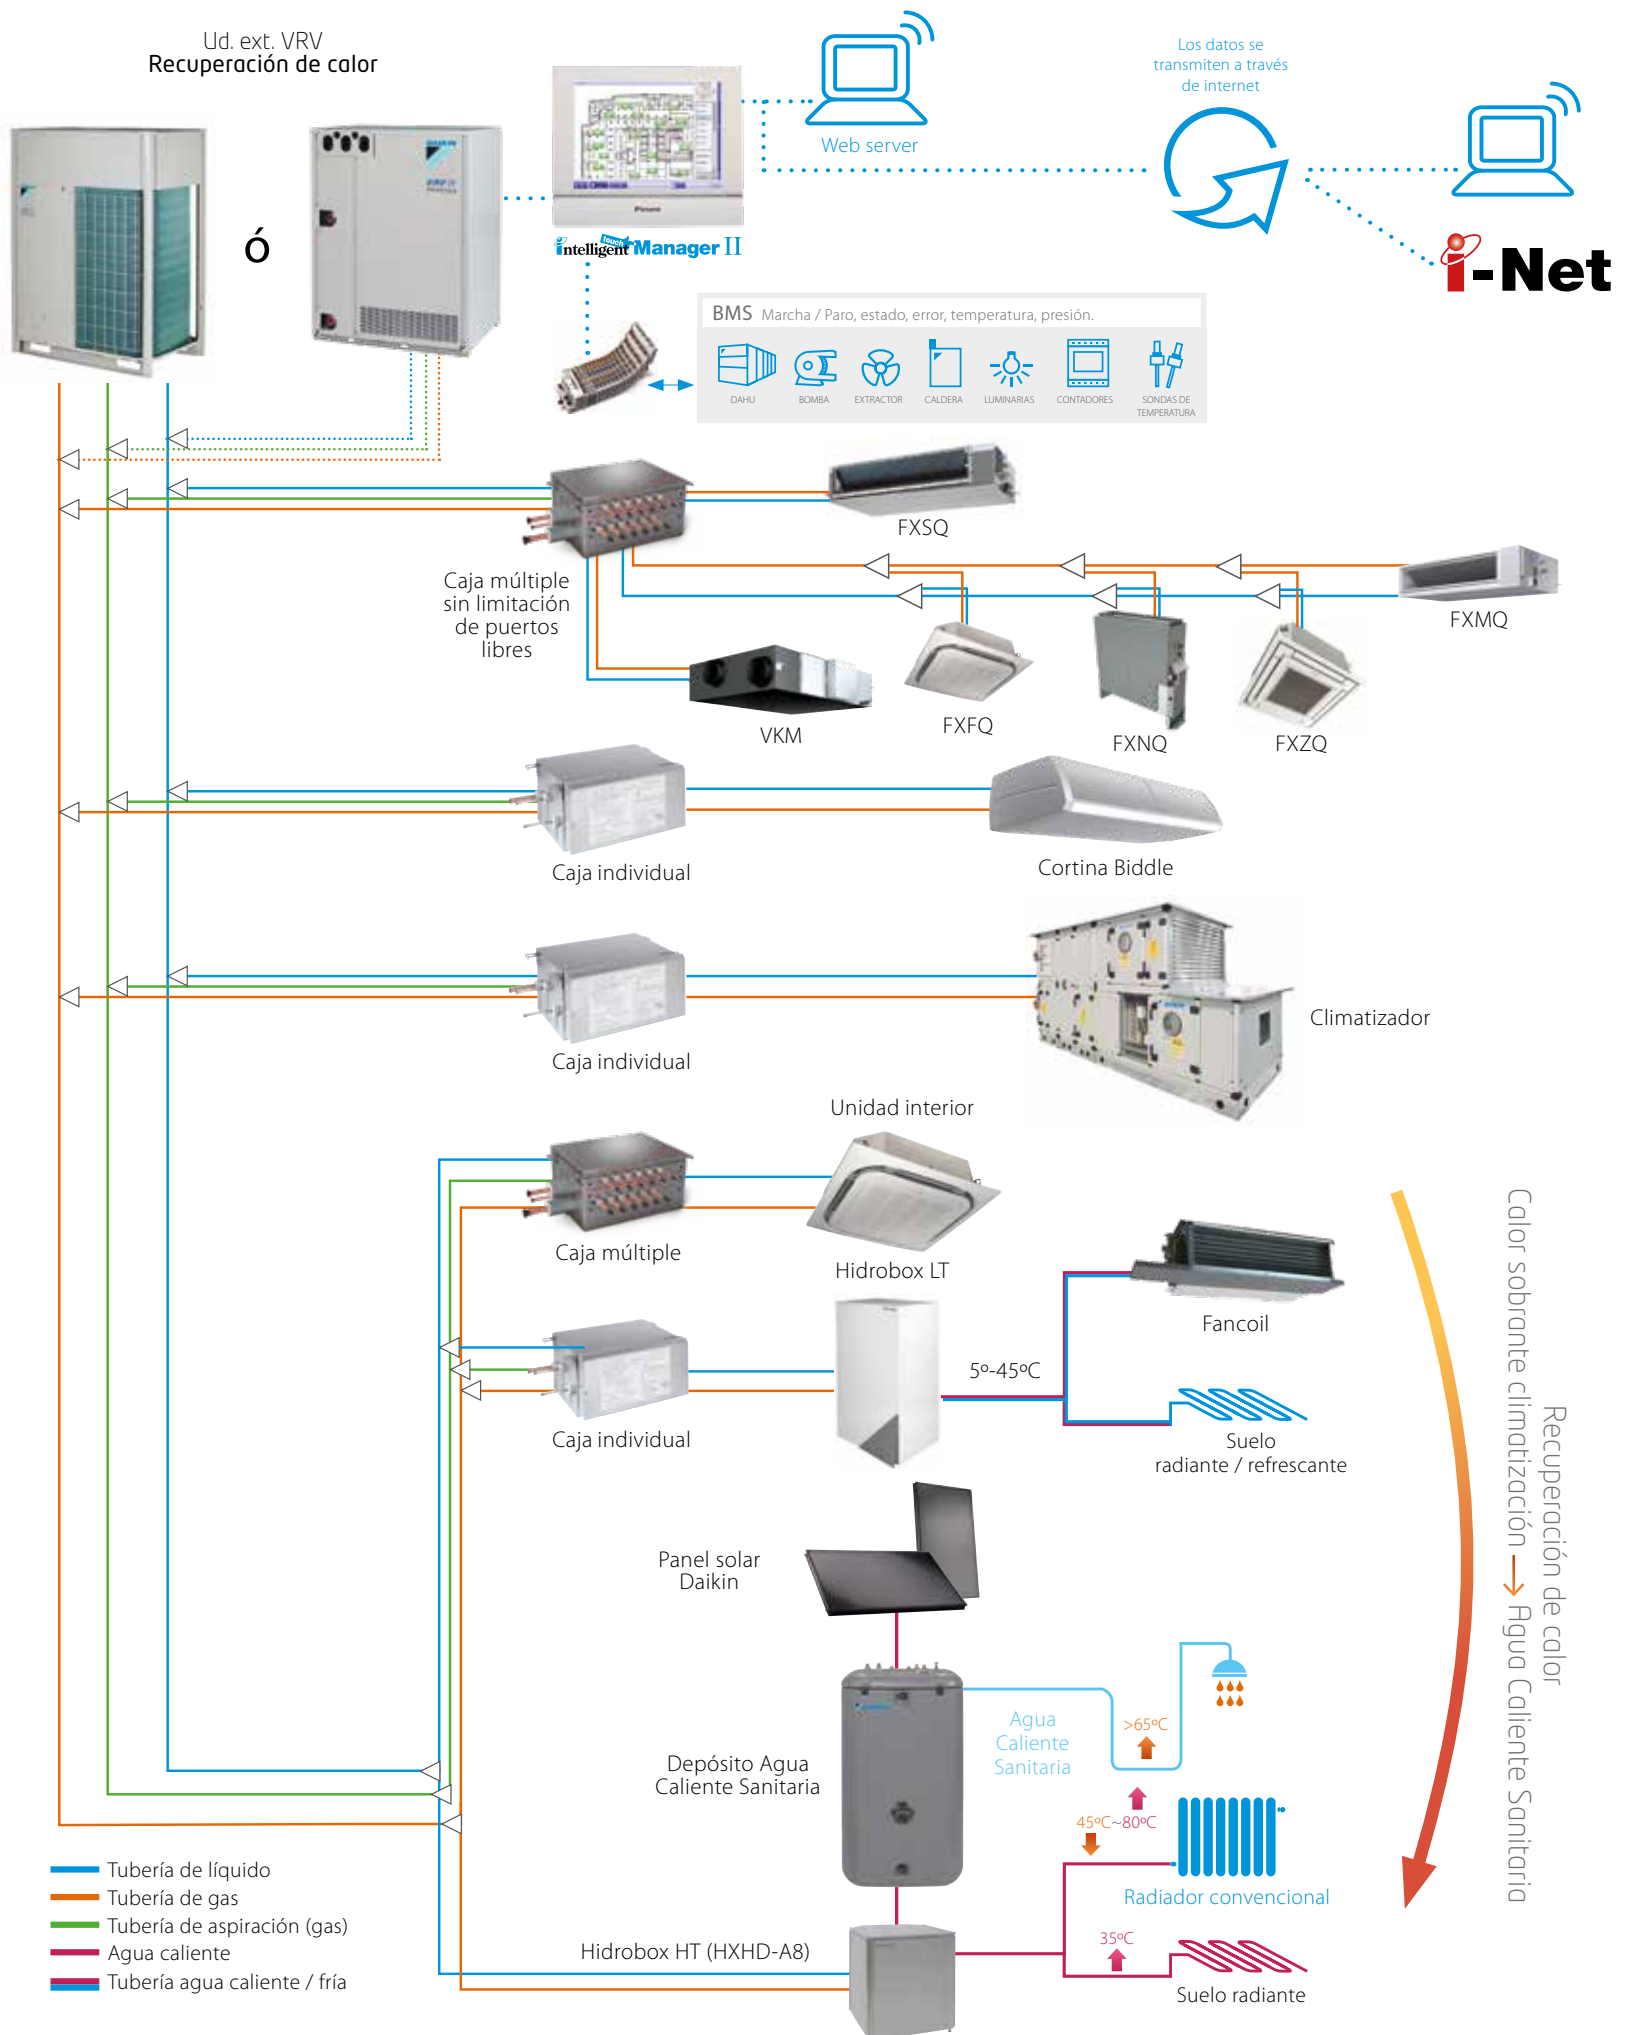 Ud. ext. VRV
Recuperación de calor
Los datos se
transmiten a través
de internet
Web server
ó
DAIKIN
intelligent touch Manager II
i-Net
BMS Marcha / Paro, estado, error, temperatura, presión.
DAHU
BOMBA
EXTRACTOR
CALDERA
LUMINARIAS
CONTADORES
SONDAS DE
TEMPERATURA
FXSQ
Caja múltiple
sin limitación
de puertos
libres
FXMQ
VKM
FXFQ
FXNQ
FXZQ
Caja individual
Cortina Biddle
Caja individual
Climatizador
Unidad interior
Caja múltiple
Hidrobox LT
Fancoil
5º-45ºC
Caja individual
Suelo
radiante / refrescante
Recuperación de calor
Calor sobrante climatización → Agua Caliente Sanitaria
Panel solar
Daikin
Agua
Caliente
Sanitaria
>65ºC
Depósito Agua
Caliente Sanitaria
45ºC~80ºC
Radiador convencional
Tubería de líquido
Tubería de gas
Tubería de aspiración (gas)
Agua caliente
Tubería agua caliente / fría
Hidrobox HT (HXHD-A8)
35ºC
Suelo radiante